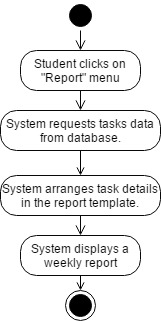 Student clicks on
"Report" menu
System requests tasks data
from database.
System arranges task details
in the report template.
System displays a
weekly report